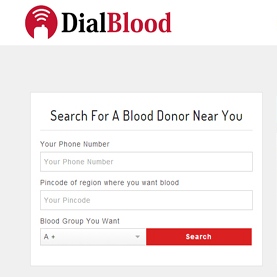 DialBlood
Search For A Blood Donor Near You
Your Phone Number
Your Phone Number
Pincode of region where you want blood
Your Pincode
Blood Group You Want
A + Search